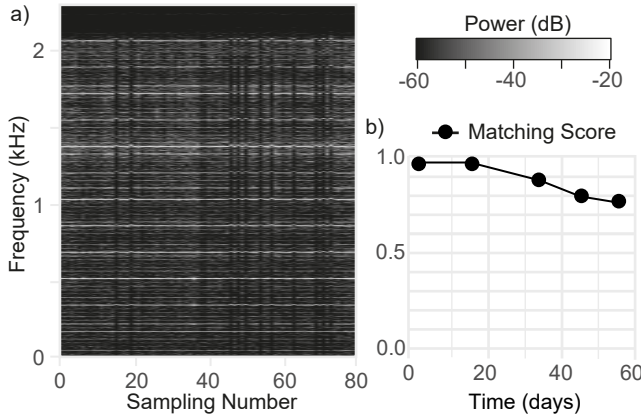 a)
2
1
0
Frequency (kHz)
0 20 40 60 80
Sampling Number
Power (dB)
-60 -40 -20
b)
Matching Score
1.0
0.5
0.0
0 20 40 60
Time (days)